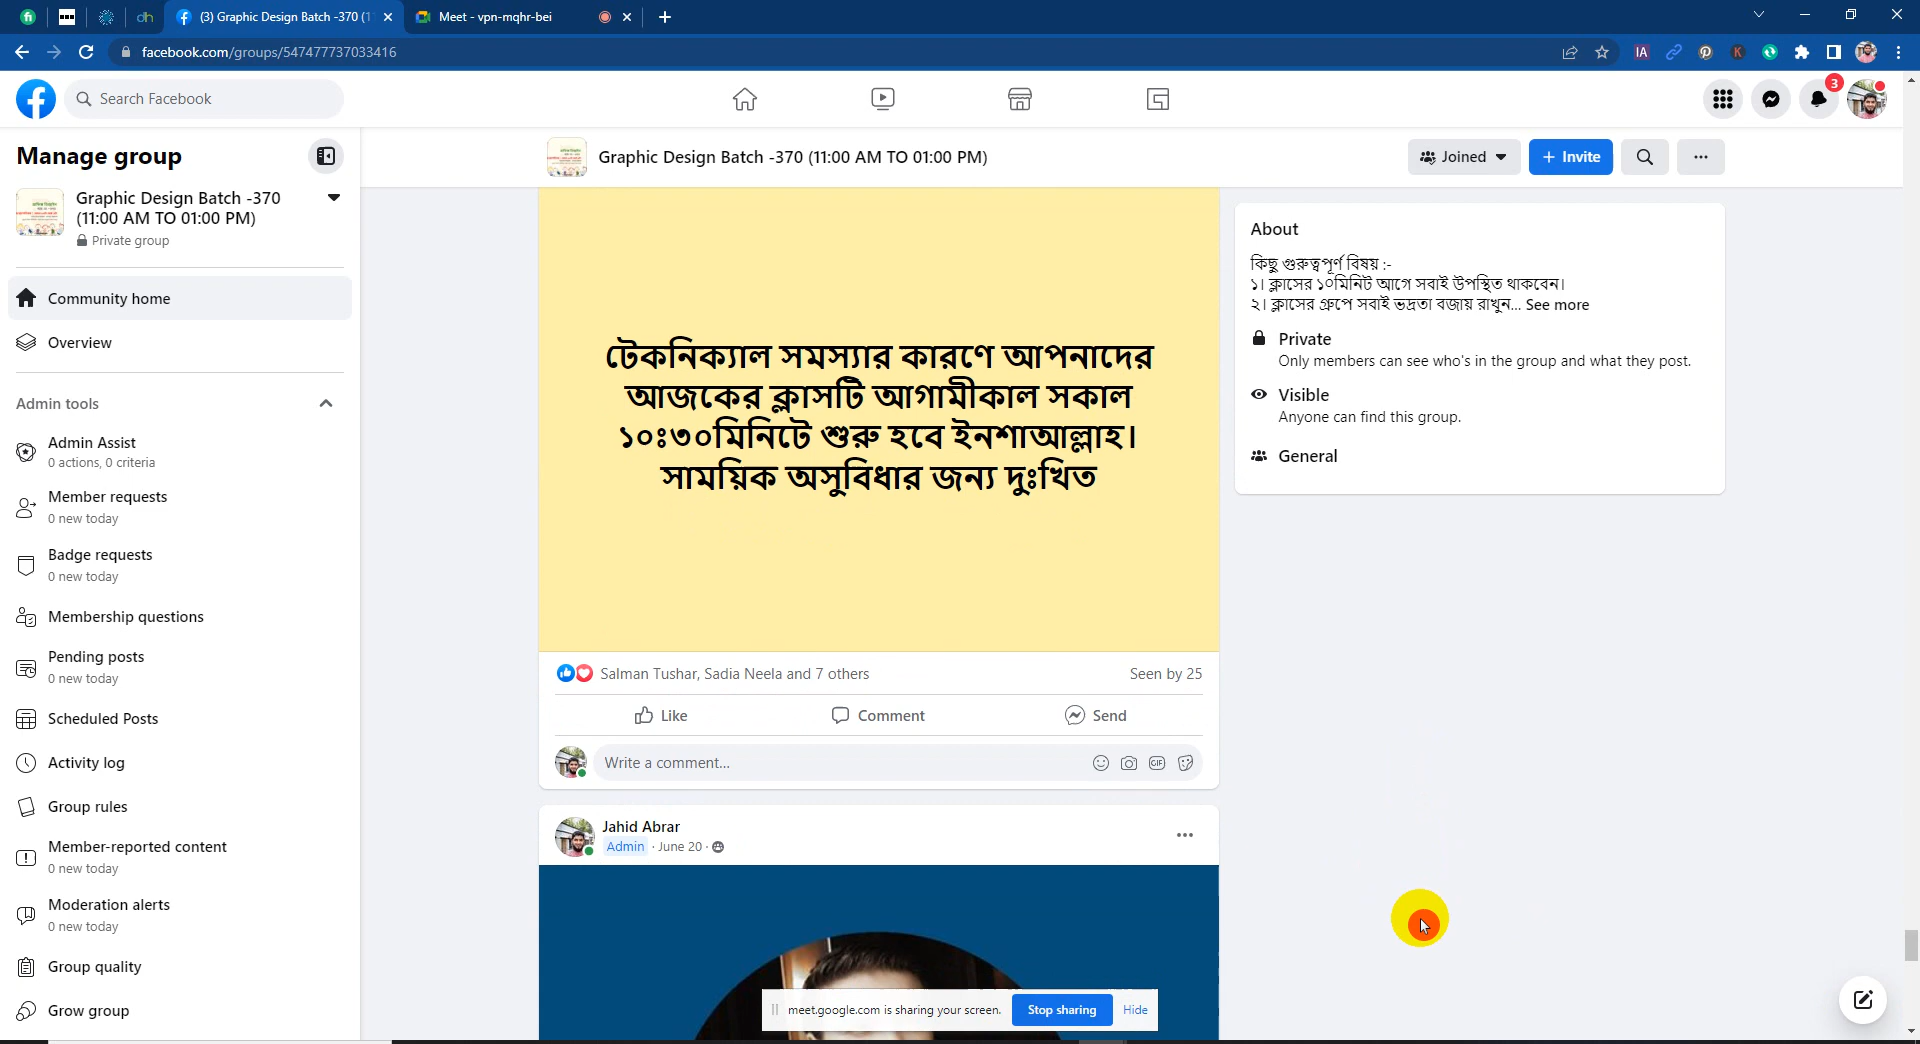 (3) Graphic Design Batch -370 (1
Meet - vpn-mqhr-bei
facebook.com/groups/547477737033416
Search Facebook
3
Manage group
Graphic Design Batch -370
(11:00 AM TO 01:00 PM)
Private group
Community home
Overview
Admin tools
Admin Assist
0 actions, 0 criteria
Member requests
0 new today
Badge requests
0 new today
Membership questions
Pending posts
0 new today
Scheduled Posts
Activity log
Group rules
Member-reported content
0 new today
Moderation alerts
0 new today
Group quality
Grow group
Graphic Design Batch -370 (11:00 AM TO 01:00 PM)
Joined
+ Invite
টেকনিক্যাল সমস্যার কারণে আপনাদের
আজকের ক্লাসটি আগামীকাল সকাল
১০ঃ৩০মিনিটে শুরু হবে ইনশাআল্লাহ।
সাময়িক অসুবিধার জন্য দুঃখিত
Salman Tushar, Sadia Neela and 7 others
Seen by 25
Like
Comment
Send
Write a comment...
GIF
Jahid Abrar
Admin · June 20 ·
meet.google.com is sharing your screen.
Stop sharing
Hide
About
কিছু গুরুত্বপূর্ণ বিষয় :-
১। ক্লাসের ১০মিনিট আগে সবাই উপস্থিত থাকবেন।
২। ক্লাসের গ্রুপে সবাই ভদ্রতা বজায় রাখুন... See more
Private
Only members can see who's in the group and what they post.
Visible
Anyone can find this group.
General